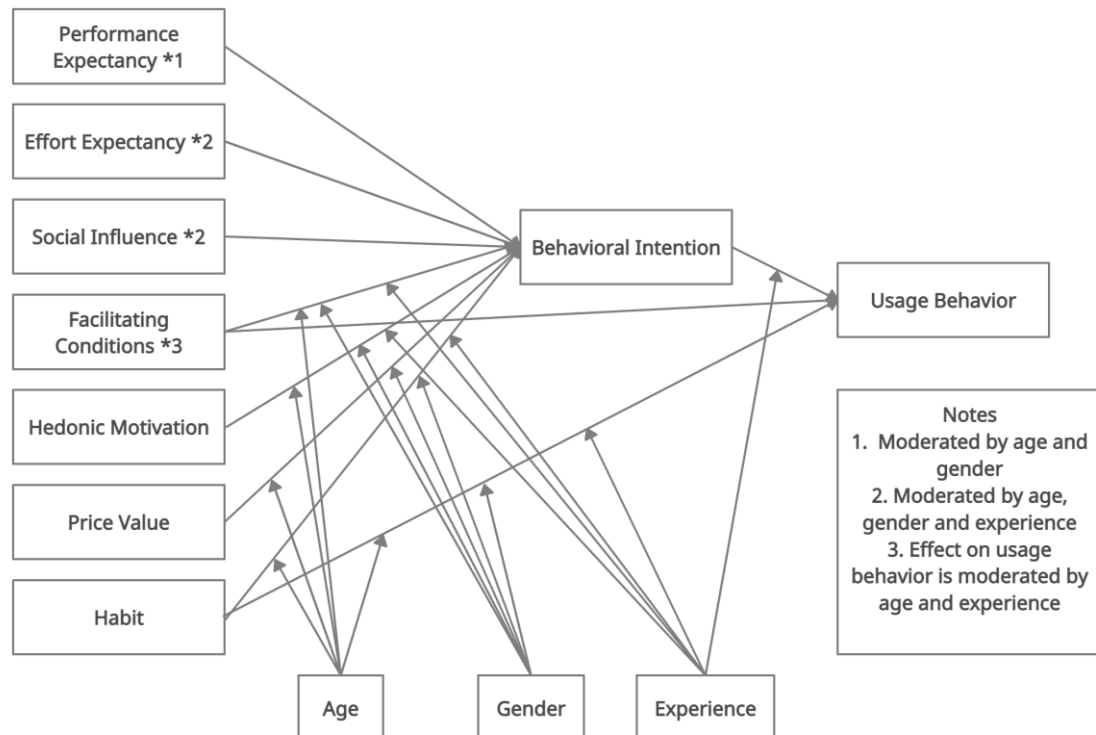 Performance
Expectancy *1
Effort Expectancy *2
Social Influence *2
Facilitating
Conditions *3
Hedonic Motivation
Price Value
Habit
Behavioral Intention
Usage Behavior
Notes
1. Moderated by age and
gender
2. Moderated by age,
gender and experience
3. Effect on usage
behavior is moderated by
age and experience
Age
Gender
Experience